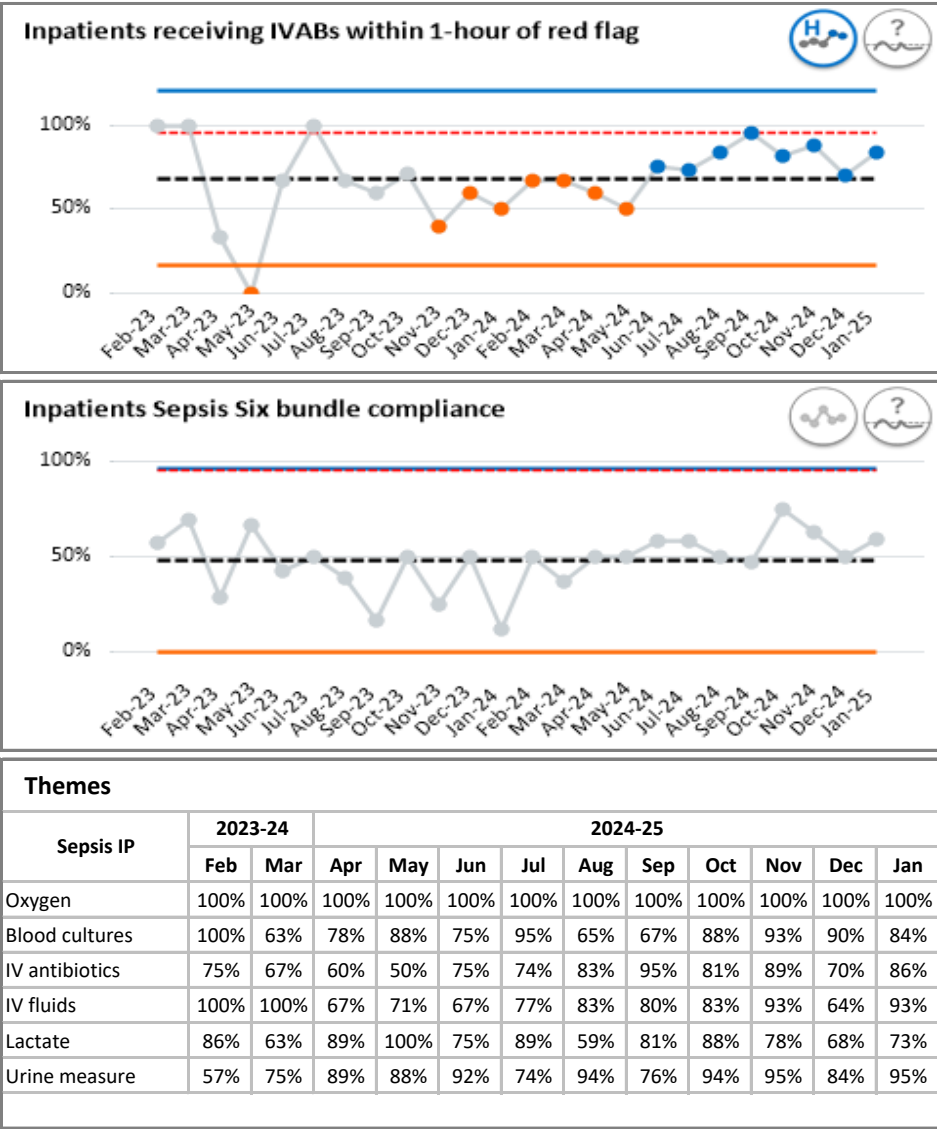 Inpatients receiving IVABs within 1-hour of red flag
H
?
100%
50%
0%
Feb-23 Mar-23 Apr-23 May-23 Jun-23 Jul-23 Aug-23 Sep-23 Oct-23 Nov-23 Dec-23 Jan-24 Feb-24 Mar-24 Apr-24 May-24 Jun-24 Jul-24 Aug-24 Sep-24 Oct-24 Nov-24 Dec-24 Jan-25
Inpatients Sepsis Six bundle compliance
?
100%
50%
0%
Feb-23 Mar-23 Apr-23 May-23 Jun-23 Jul-23 Aug-23 Sep-23 Oct-23 Nov-23 Dec-23 Jan-24 Feb-24 Mar-24 Apr-24 May-24 Jun-24 Jul-24 Aug-24 Sep-24 Oct-24 Nov-24 Dec-24 Jan-25
Themes
Sepsis IP 2023-24 2024-25
Feb Mar Apr May Jun Jul Aug Sep Oct Nov Dec Jan
Oxygen 100% 100% 100% 100% 100% 100% 100% 100% 100% 100% 100% 100%
Blood cultures 100% 63% 78% 88% 75% 95% 65% 67% 88% 93% 90% 84%
IV antibiotics 75% 67% 60% 50% 75% 74% 83% 95% 81% 89% 70% 86%
IV fluids 100% 100% 67% 71% 67% 77% 83% 80% 83% 93% 64% 93%
Lactate 86% 63% 89% 100% 75% 89% 59% 81% 88% 78% 68% 73%
Urine measure 57% 75% 89% 88% 92% 74% 94% 76% 94% 95% 84% 95%